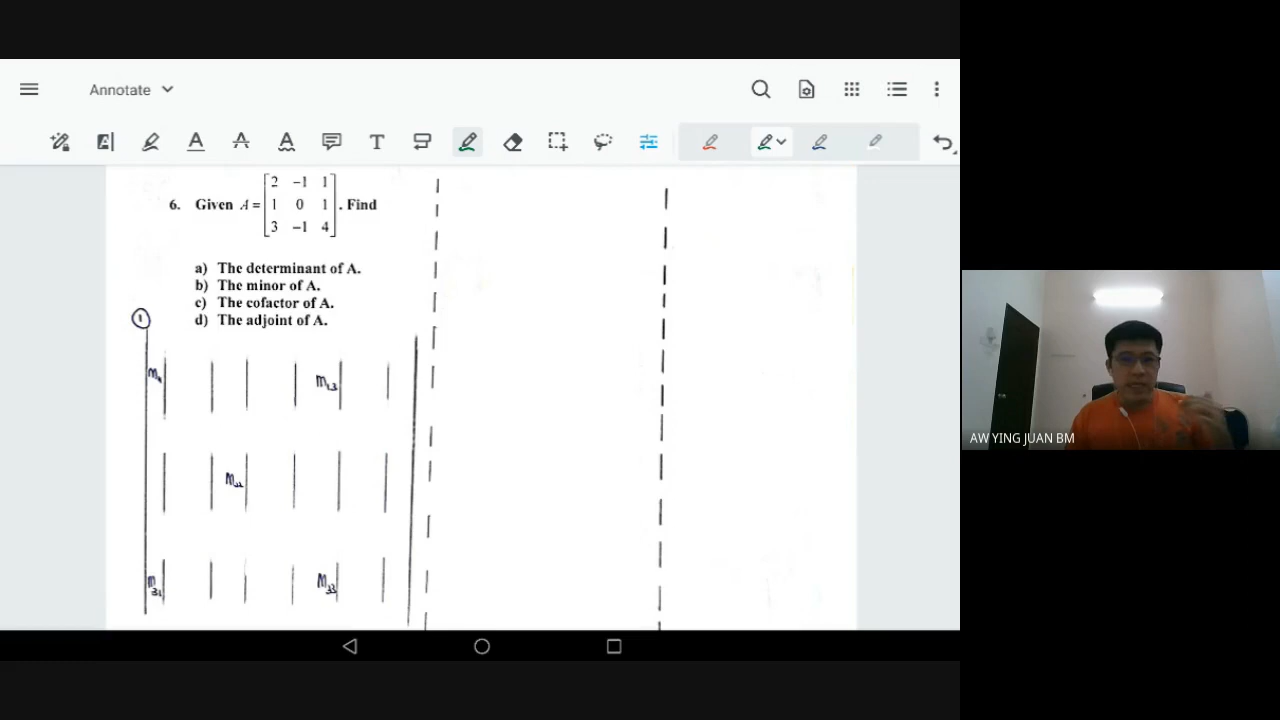 Annotate
6. Given A = [2 -1 1
1 0 1
3 -1 4]. Find
a) The determinant of A.
b) The minor of A.
c) The cofactor of A.
d) The adjoint of A.
1
M11 M13
M22
M31 M33
AW YING JUAN BM